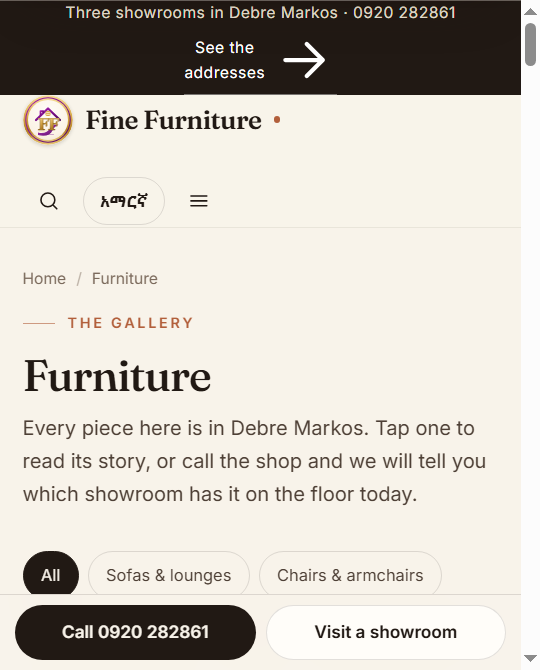 Three showrooms in Debre Markos · 0920 282861
See the
addresses
FF
Fine Furniture
አማርኛ
Home / Furniture
THE GALLERY
Furniture
Every piece here is in Debre Markos. Tap one to
read its story, or call the shop and we will tell you
which showroom has it on the floor today.
All
Sofas & lounges
Chairs & armchairs
Call 0920 282861
Visit a showroom